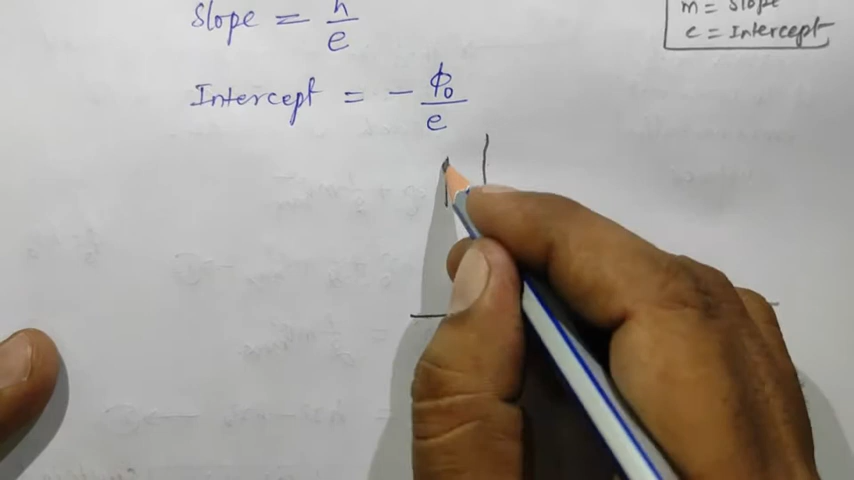 Slope = h/e
m = Slope
c = Intercept
Intercept = - ϕ₀/e